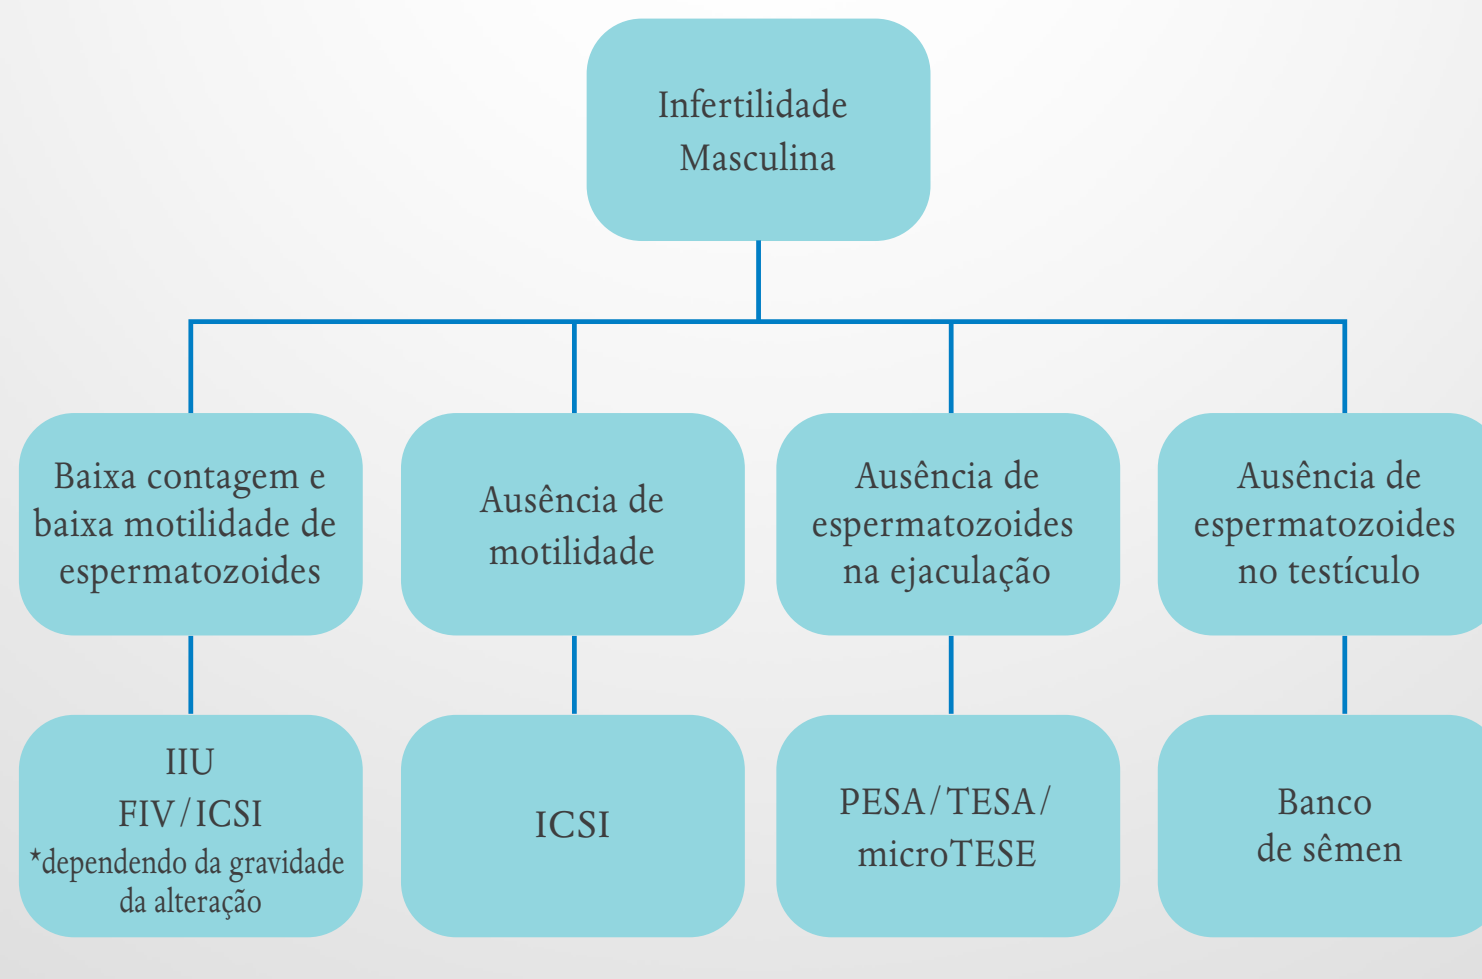 Infertilidade
Masculina
Baixa contagem e
baixa motilidade de
espermatozoides
Ausência de
motilidade
Ausência de
espermatozoides
na ejaculação
Ausência de
espermatozoides
no testículo
IIU
FIV/ICSI
*dependendo da gravidade
da alteração
ICSI
PESA/TESA/
microTESE
Banco
de sêmen